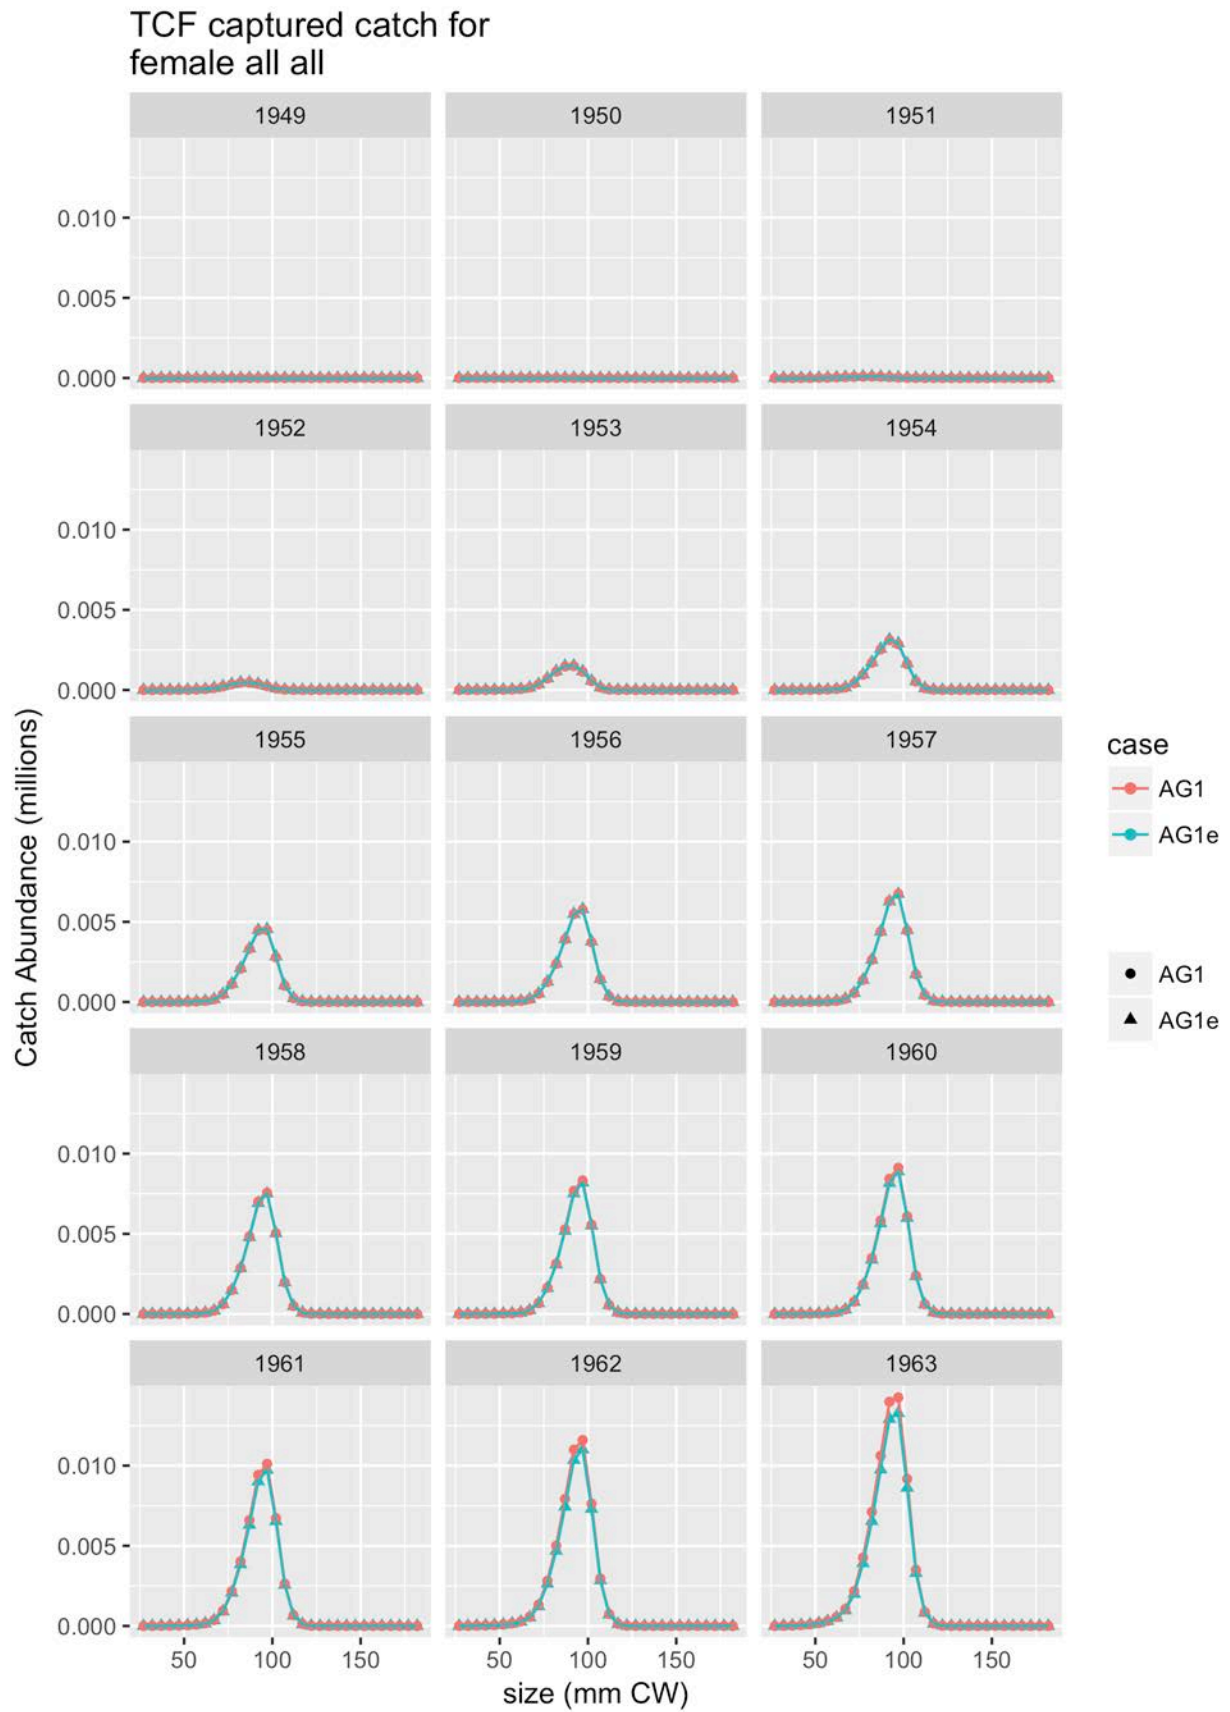 TCF captured catch for
female all all
1949 1950 1951
0.010
0.005
0.000
1952 1953 1954
0.010
0.005
0.000
1955 1956 1957
0.010
0.005
0.000
1958 1959 1960
0.010
0.005
0.000
1961 1962 1963
0.010
0.005
0.000
50 100 150 50 100 150 50 100 150
size (mm CW)
Catch Abundance (millions)
case
AG1
AG1e
AG1
AG1e